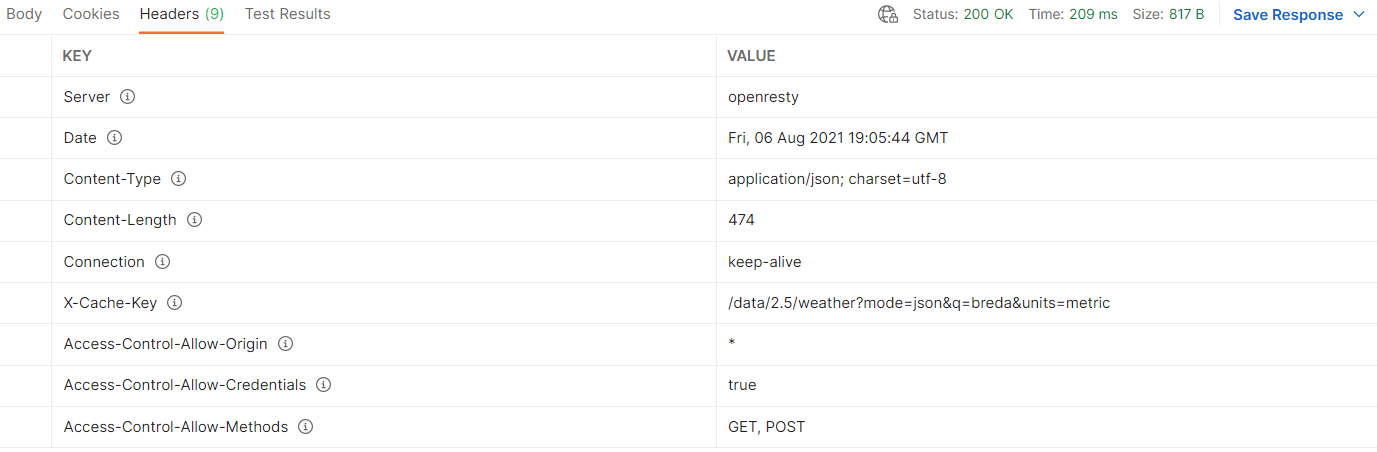 Body Cookies Headers (9) Test Results Status: 200 OK Time: 209 ms Size: 817 B Save Response
KEY VALUE
Server openresty
Date Fri, 06 Aug 2021 19:05:44 GMT
Content-Type application/json; charset=utf-8
Content-Length 474
Connection keep-alive
X-Cache-Key /data/2.5/weather?mode=json&q=breda&units=metric
Access-Control-Allow-Origin *
Access-Control-Allow-Credentials true
Access-Control-Allow-Methods GET, POST